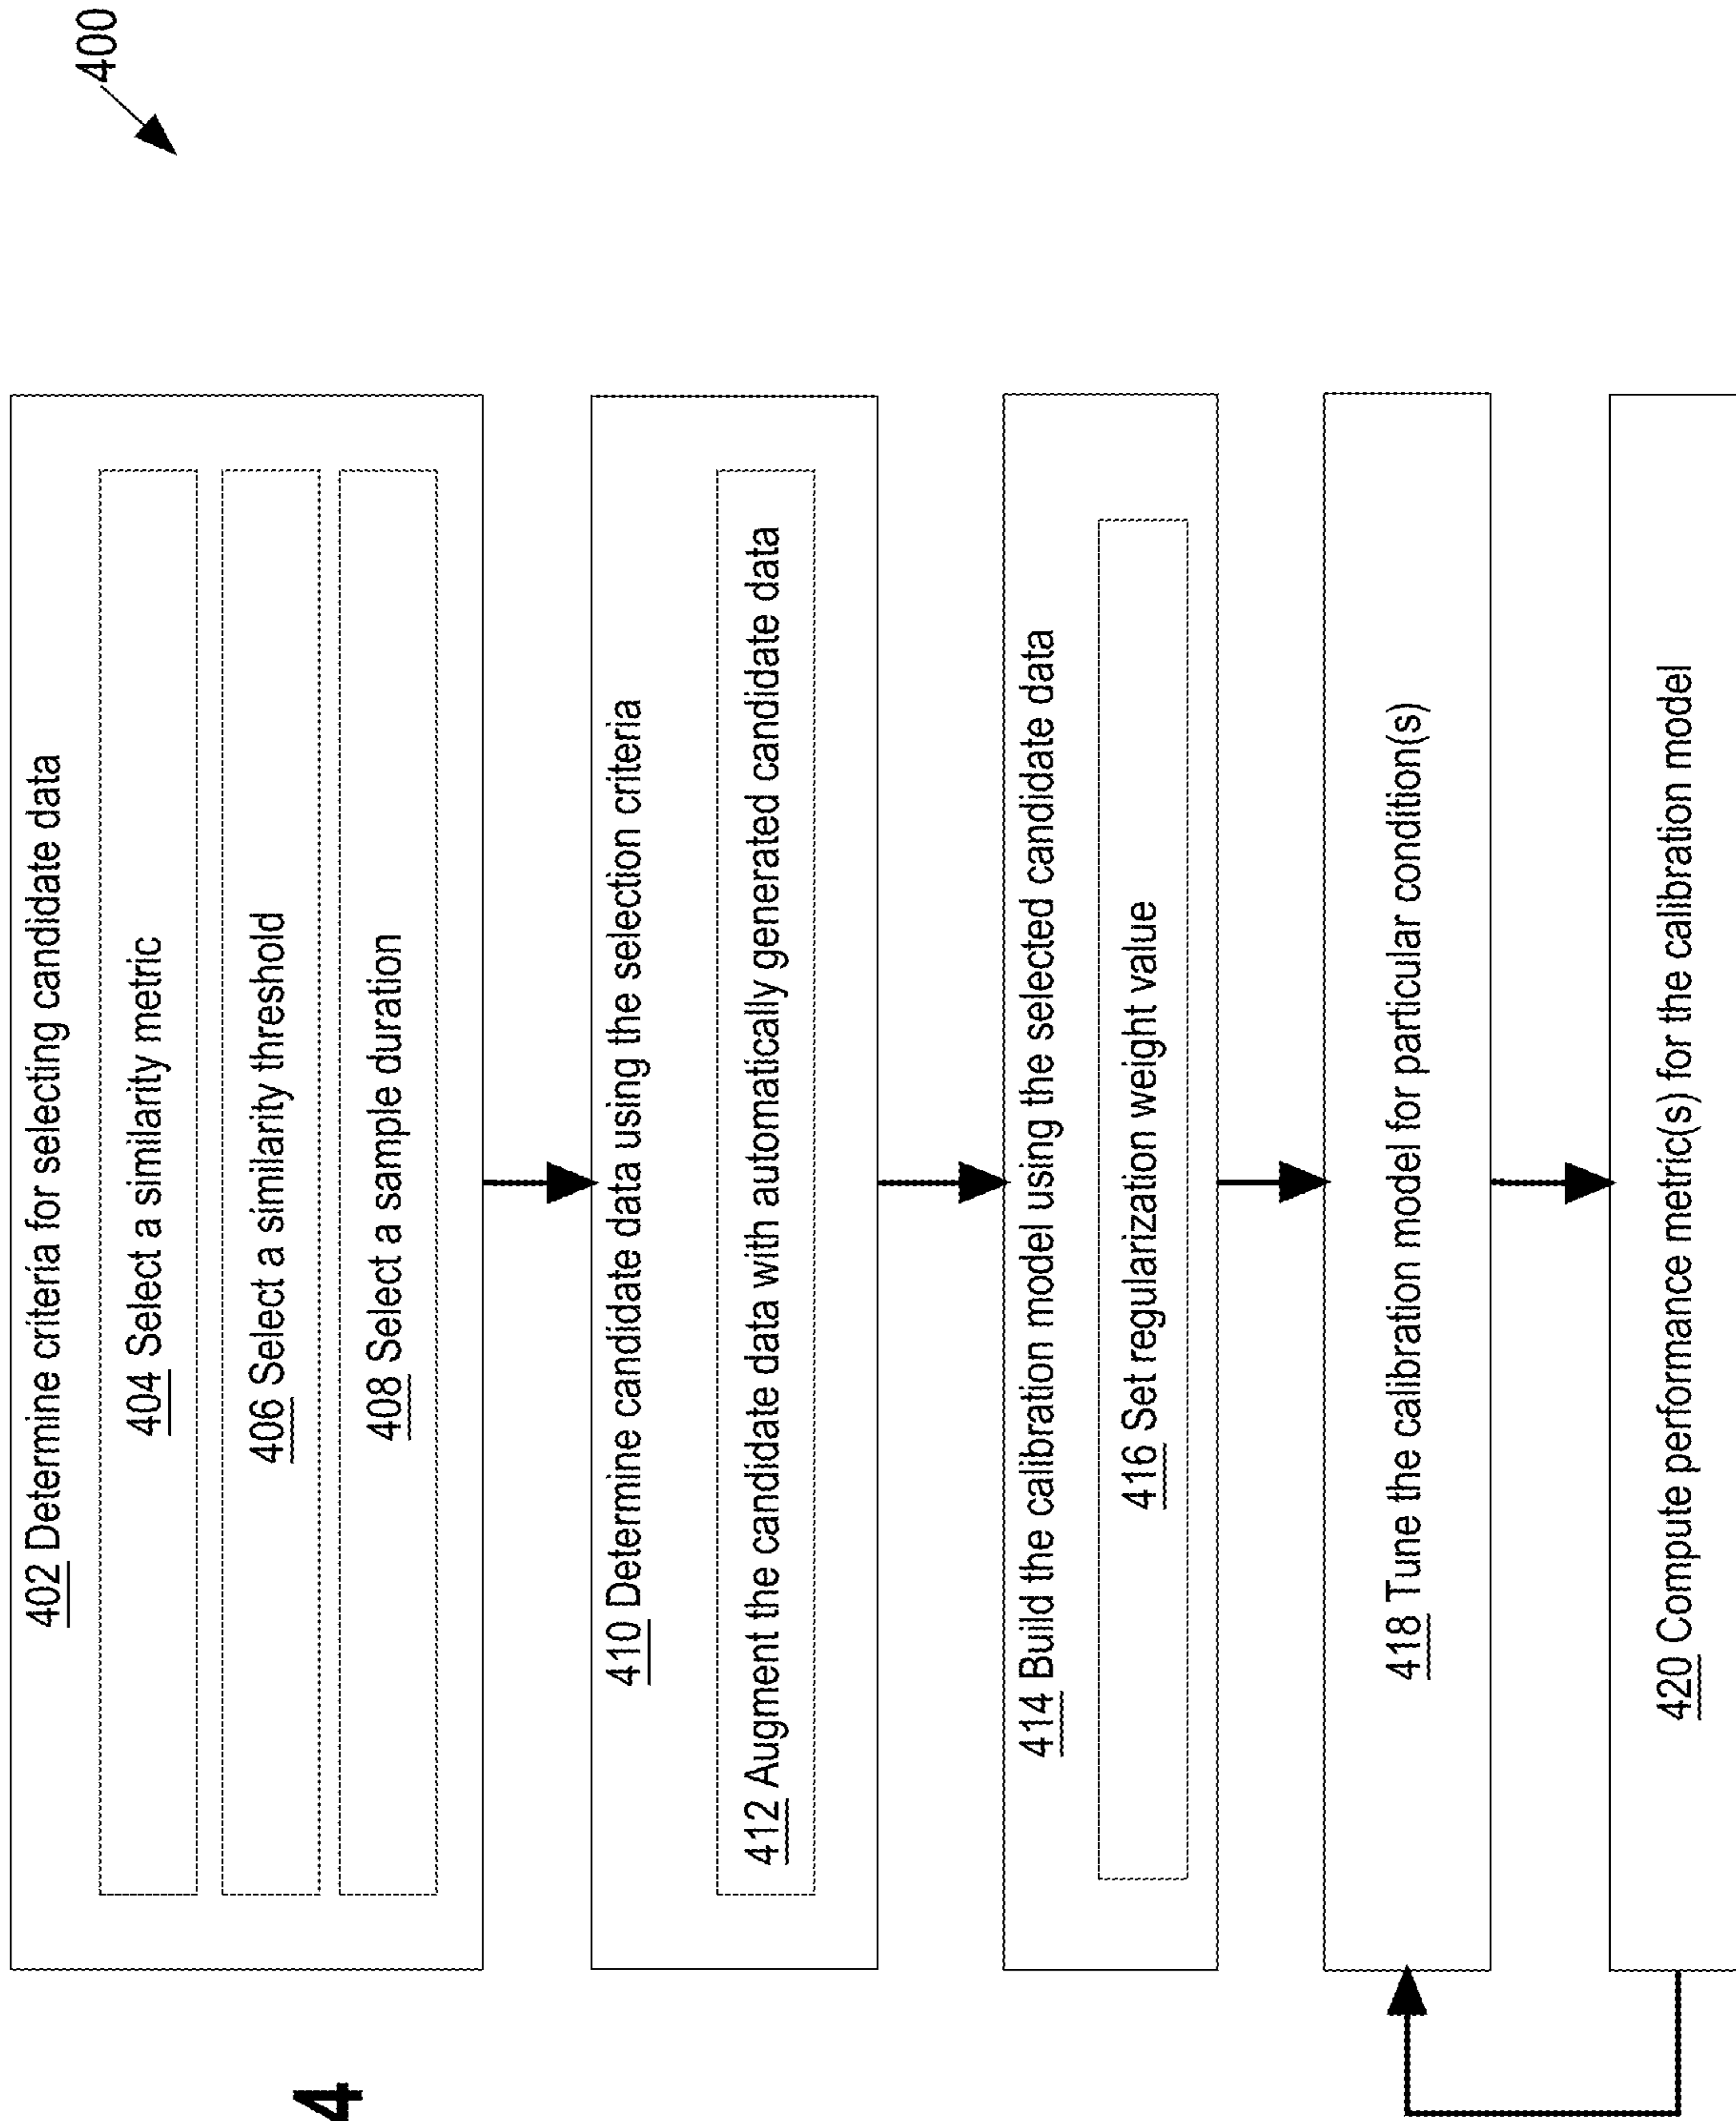 400
402 Determine criteria for selecting candidate data
404 Select a similarity metric
406 Select a similarity threshold
408 Select a sample duration
410 Determine candidate data using the selection criteria
412 Augment the candidate data with automatically generated candidate data
414 Build the calibration model using the selected candidate data
416 Set regularization weight value
418 Tune the calibration model for particular condition(s)
420 Compute performance metric(s) for the calibration model
4